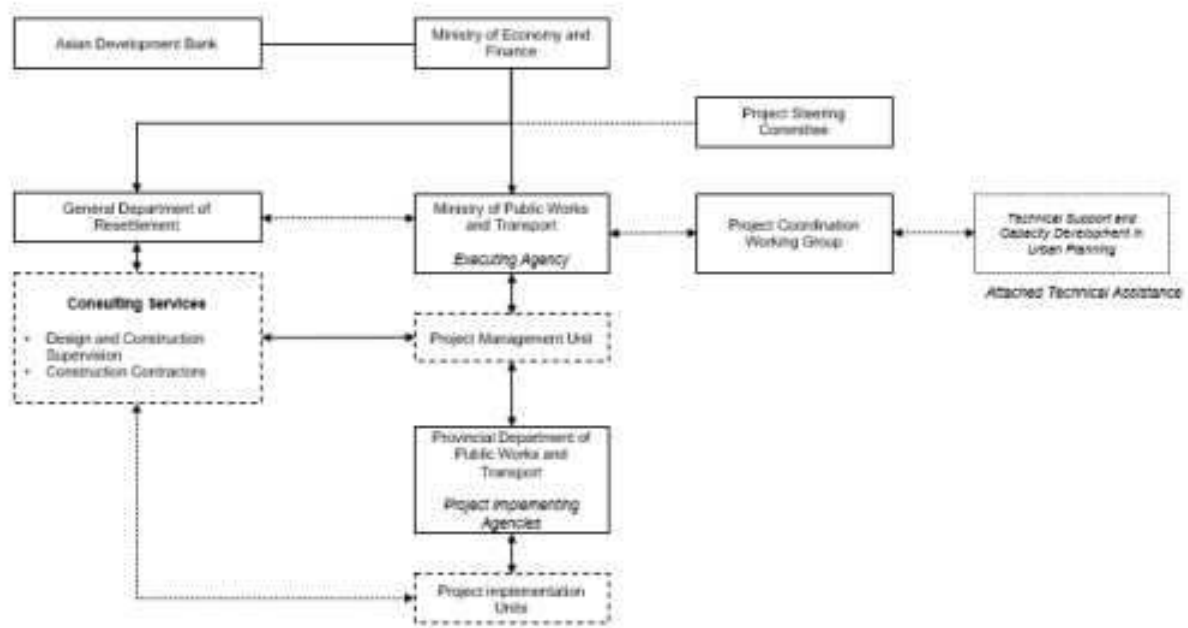 Asian Development Bank
Ministry of Economy and
Finance
Project Steering
Committee
General Department of
Resettlement
Ministry of Public Works
and Transport
Executing Agency
Project Coordination
Working Group
Technical Support and
Capacity Development in
Urban Planning
Attached Technical Assistance
Consulting Services
• Design and Construction
Supervision
• Construction Contractors
Project Management Unit
Provincial Department of
Public Works and
Transport
Project Implementing
Agencies
Project Implementation
Units